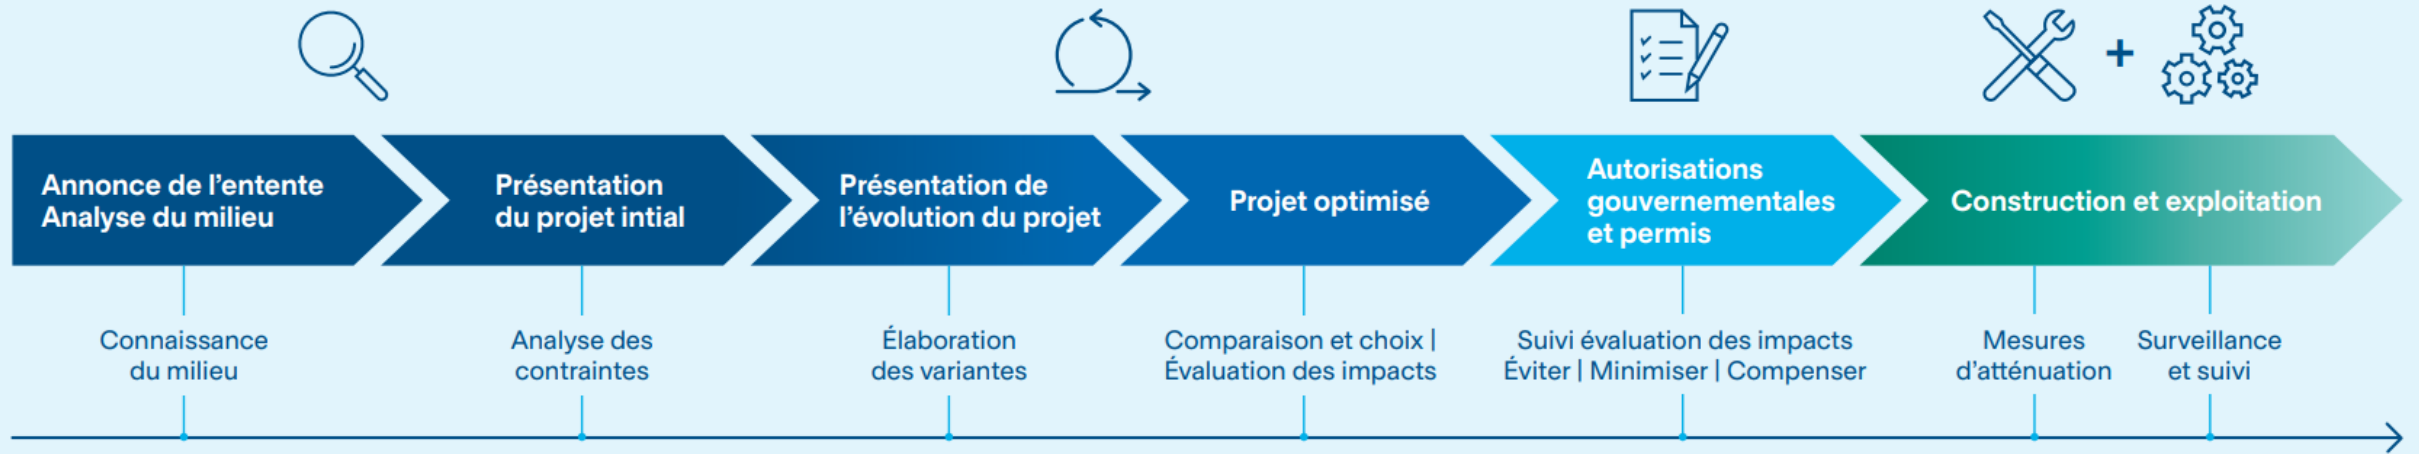 Annonce de l'entente
Analyse du milieu
Présentation
du projet intial
Présentation de
l'évolution du projet
Projet optimisé
Autorisations
gouvernementales
et permis
Construction et exploitation
Connaissance
du milieu
Analyse des
contraintes
Élaboration
des variantes
Comparaison et choix |
Évaluation des impacts
Suivi évaluation des impacts
Éviter | Minimiser | Compenser
Mesures
d'atténuation
Surveillance
et suivi